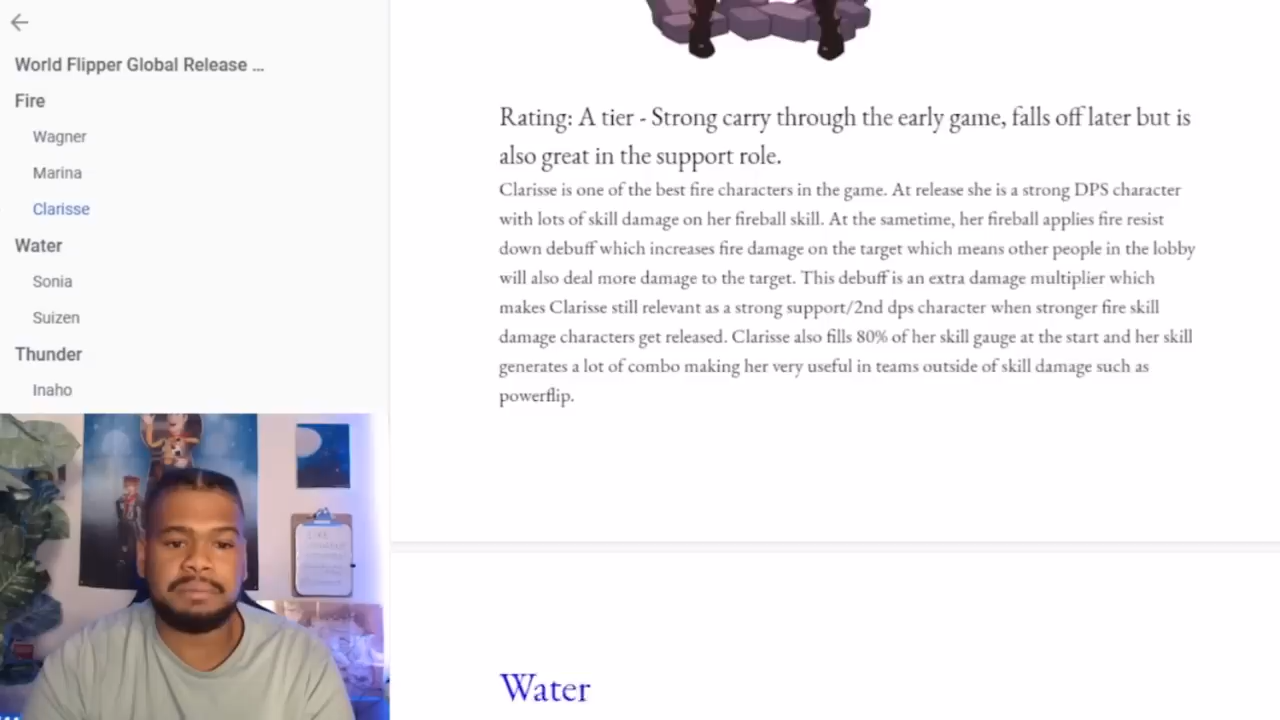 World Flipper Global Release ...
Fire
Wagner
Marina
Clarisse
Water
Sonia
Suizen
Thunder
Inaho
Rating: A tier - Strong carry through the early game, falls off later but is
also great in the support role.
Clarisse is one of the best fire characters in the game. At release she is a strong DPS character
with lots of skill damage on her fireball skill. At the sametime, her fireball applies fire resist
down debuff which increases fire damage on the target which means other people in the lobby
will also deal more damage to the target. This debuff is an extra damage multiplier which
makes Clarisse still relevant as a strong support/2nd dps character when stronger fire skill
damage characters get released. Clarisse also fills 80% of her skill gauge at the start and her skill
generates a lot of combo making her very useful in teams outside of skill damage such as
powerflip.
Water